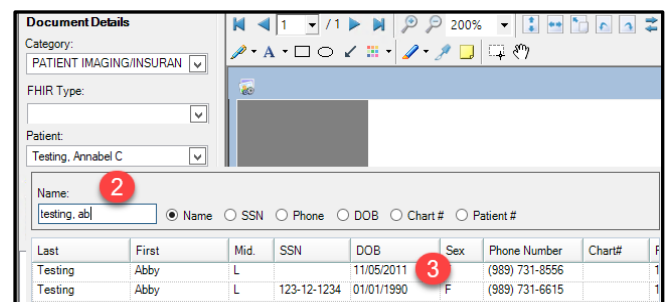 Document Details
1 / 1 200%
Category:
PATIENT IMAGING/INSURAN
A
FHIR Type:
Patient:
Testing, Annabel C
Name: 2
testing, ab Name SSN Phone DOB Chart # Patient #
Last First Mid. SSN DOB 3 Sex Phone Number Chart#
Testing Abby L 11/05/2011 (989) 731-8556
Testing Abby L 123-12-1234 01/01/1990 F (989) 731-6615